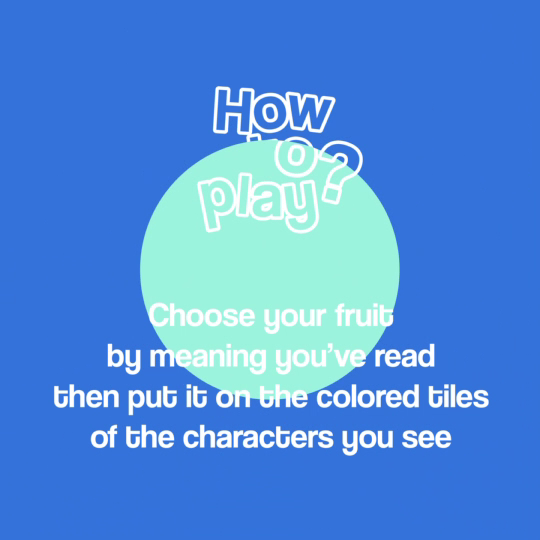 How
to?
play
Choose your fruit
by meaning you've read
then put it on the colored tiles
of the characters you see